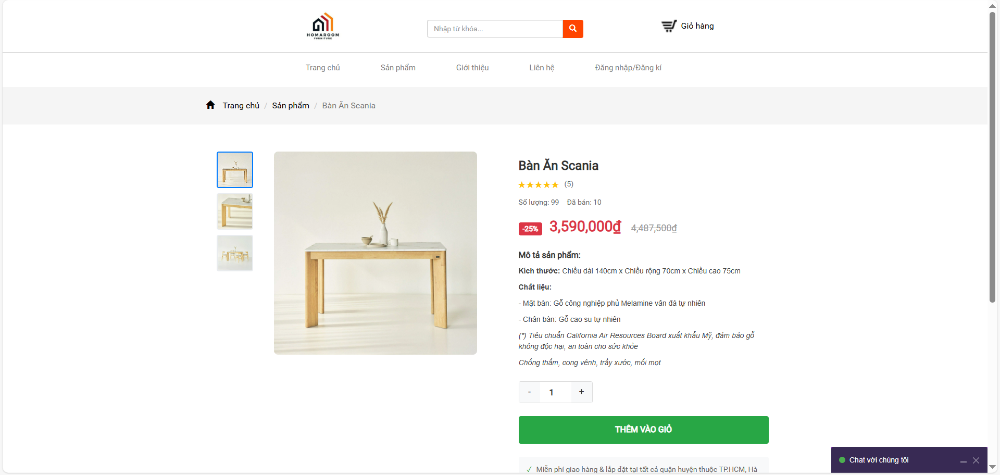 HOMAROOM
FURNITURE
Nhập từ khóa...
Giỏ hàng
Trang chủ
Sản phẩm
Giới thiệu
Liên hệ
Đăng nhập/Đăng kí
Trang chủ / Sản phẩm / Bàn Ăn Scania
Bàn Ăn Scania
★★★★★ (5)
Số lượng: 99 Đã bán: 10
-25% 3,590,000₫ 4,487,500₫
Mô tả sản phẩm:
Kích thước: Chiều dài 140cm x Chiều rộng 70cm x Chiều cao 75cm
Chất liệu:
- Mặt bàn: Gỗ công nghiệp phủ Melamine vân đá tự nhiên
- Chân bàn: Gỗ cao su tự nhiên
(*) Tiêu chuẩn California Air Resources Board xuất khẩu Mỹ, đảm bảo gỗ
không độc hại, an toàn cho sức khỏe
Chống thấm, cong vênh, trầy xước, mối mọt
- 1 +
THÊM VÀO GIỎ
✓ Miễn phí giao hàng & lắp đặt tại tất cả quận huyện thuộc TP.HCM, Hà
Chat với chúng tôi